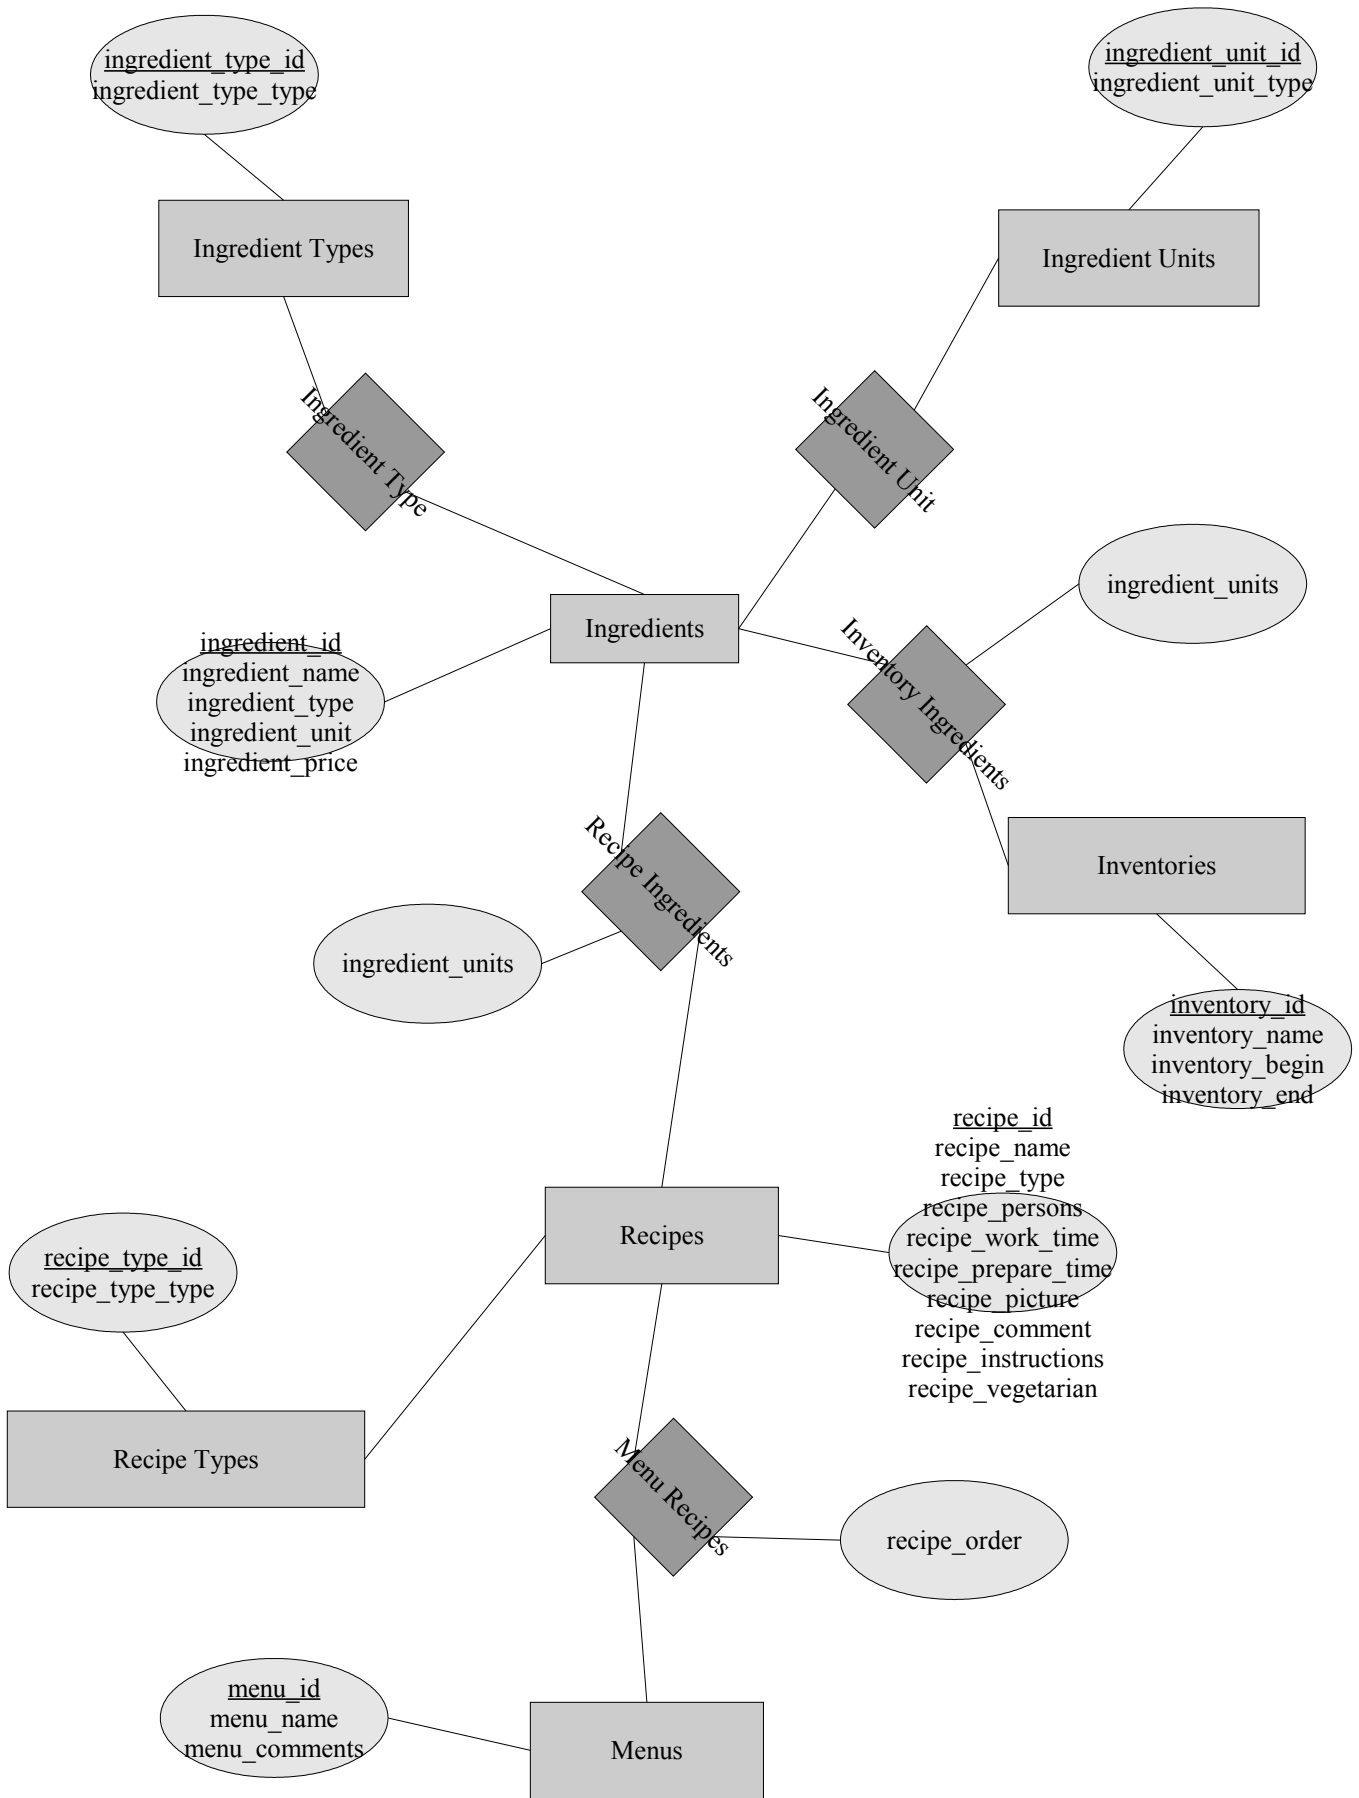 ingredient_type_id
ingredient_type_type
ingredient_unit_id
ingredient_unit_type
Ingredient Types
Ingredient Units
Ingredient Type
Ingredient Unit
ingredient_units
Ingredients
Inventory Ingredients
ingredient_id
ingredient_name
ingredient_type
ingredient_unit
ingredient_price
Recipe Ingredients
Inventories
ingredient_units
inventory_id
inventory_name
inventory_begin
inventory_end
recipe_id
recipe_name
recipe_type
recipe_persons
recipe_work_time
recipe_prepare_time
recipe_picture
recipe_comment
recipe_instructions
recipe_vegetarian
Recipes
recipe_type_id
recipe_type_type
Recipe Types
Menu Recipes
recipe_order
menu_id
menu_name
menu_comments
Menus